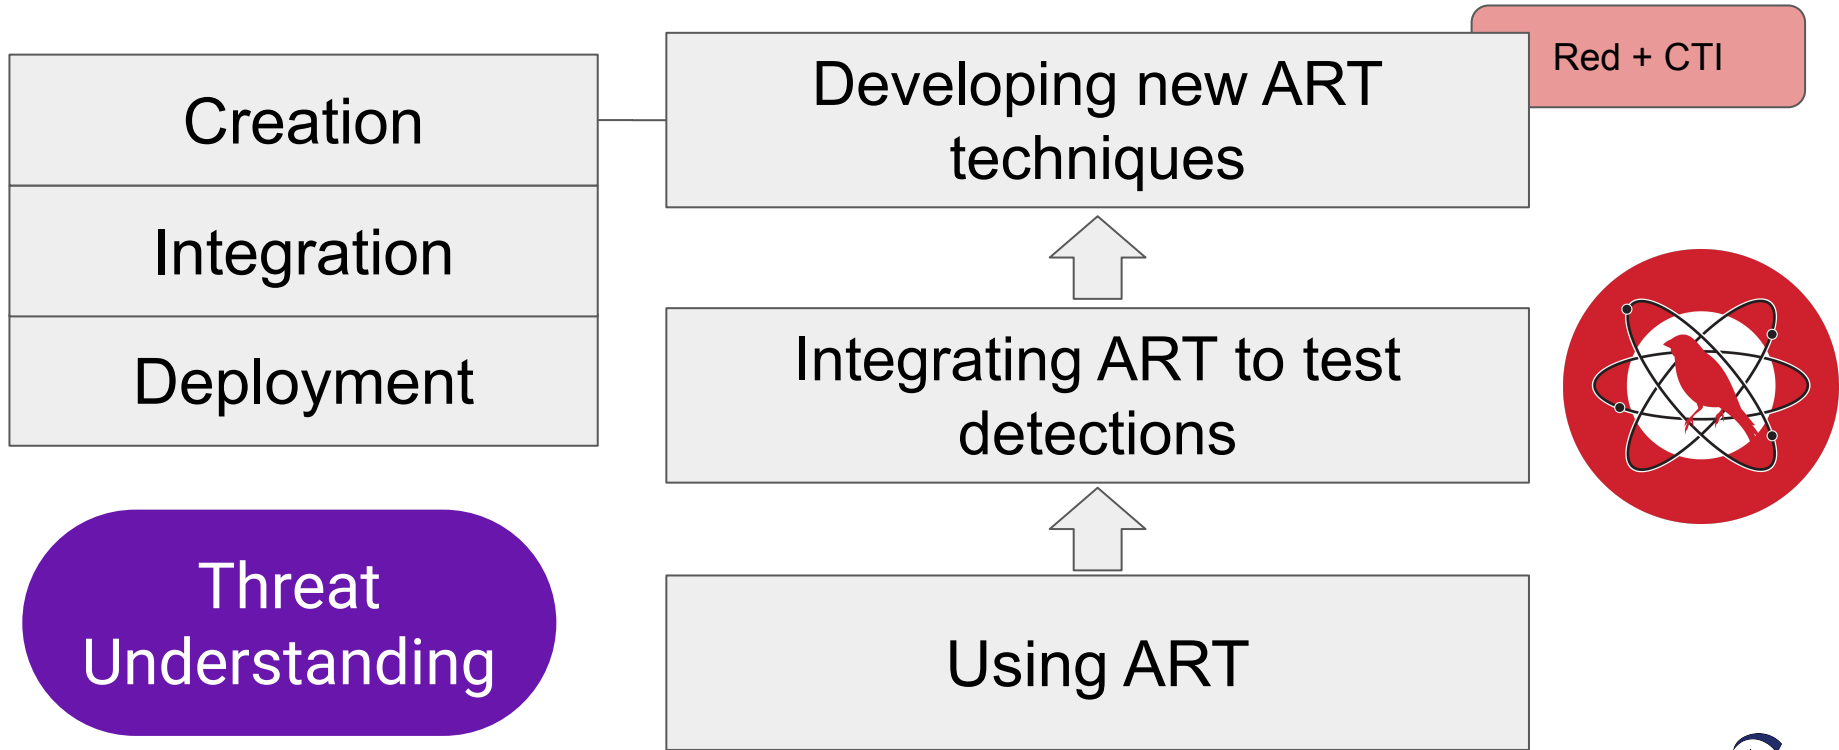 Creation
Integration
Deployment
Threat
Understanding
Red + CTI
Developing new ART
techniques
Integrating ART to test
detections
Using ART